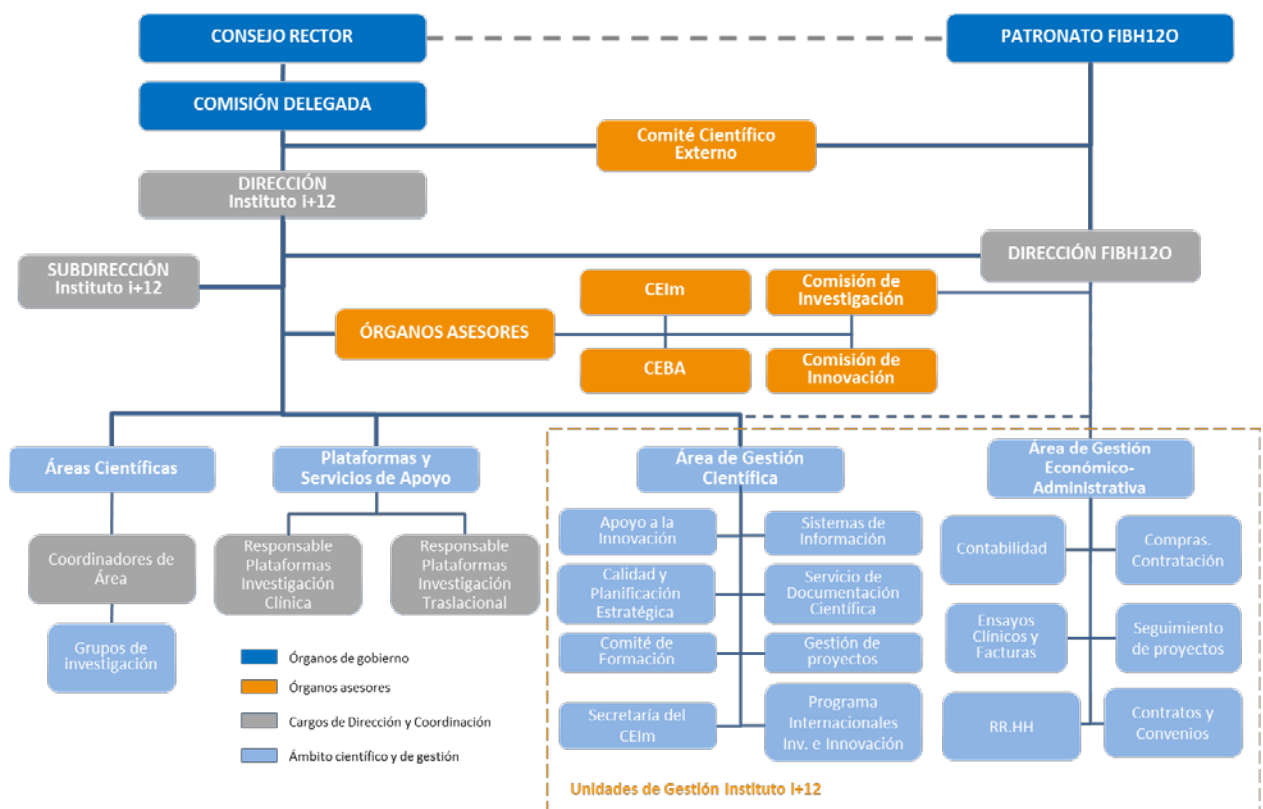 CONSEJO RECTOR
PATRONATO FIBH12O
COMISIÓN DELEGADA
Comité Científico
Externo
DIRECCIÓN
Instituto i+12
DIRECCIÓN FIBH12O
SUBDIRECCIÓN
Instituto i+12
CEIm
Comisión de
Investigación
ÓRGANOS ASESORES
CEBA
Comisión de
Innovación
Áreas Científicas
Plataformas y
Servicios de Apoyo
Área de Gestión
Científica
Área de Gestión
Económico-
Administrativa
Coordinadores de
Área
Grupos de
investigación
Responsable
Plataformas
Investigación
Clínica
Responsable
Plataformas
Investigación
Traslacional
Apoyo a la
Innovación
Sistemas de
Información
Calidad y
Planificación
Estratégica
Servicio de
Documentación
Científica
Comité de
Formación
Gestión de
proyectos
Secretaría del
CEIm
Programa
Internacionales
Inv. e Innovación
Contabilidad
Compras.
Contratación
Ensayos
Clínicos y
Facturas
Seguimiento
de proyectos
RR.HH
Contratos y
Convenios
Órganos de gobierno
Órganos asesores
Cargos de Dirección y Coordinación
Ámbito científico y de gestión
Unidades de Gestión Instituto i+12